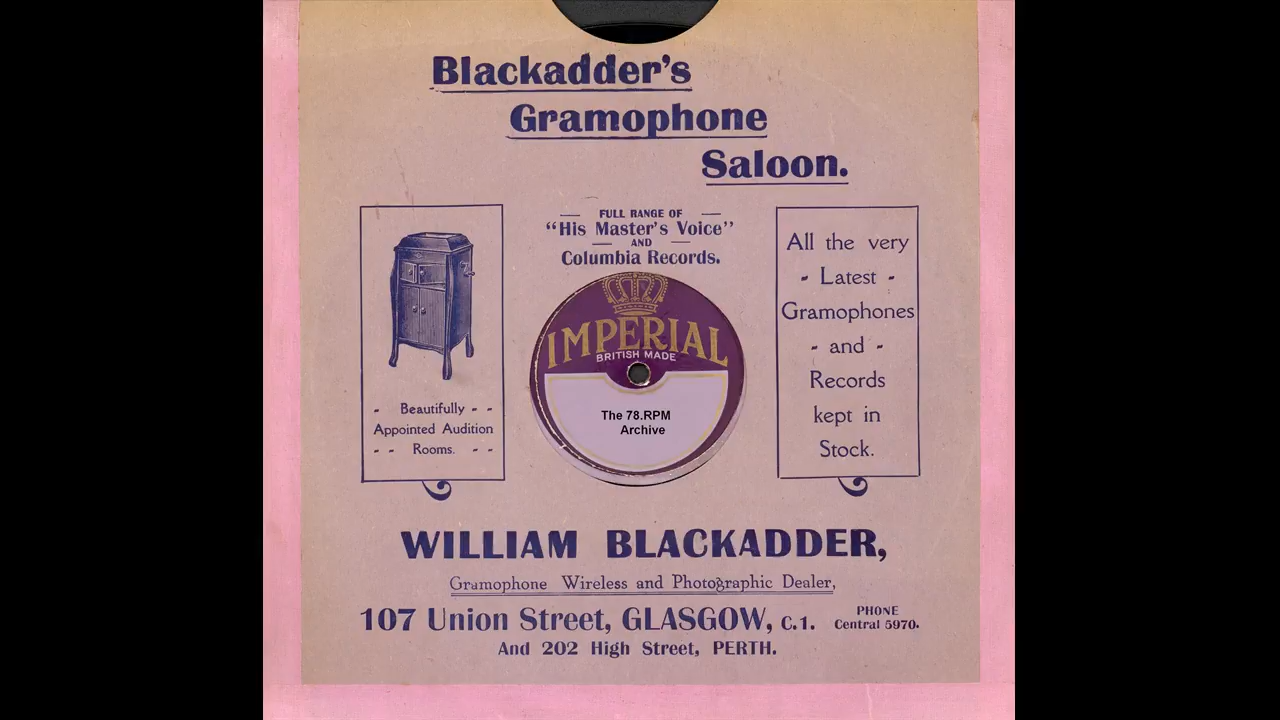 Blackadder's
Gramophone
Saloon.
FULL RANGE OF
"His Master's Voice"
AND
Columbia Records.
- Beautifully - -
Appointed Audition
- - Rooms. - -
IMPERIAL
BRITISH MADE
The 78.RPM
Archive
All the very
- Latest -
Gramophones
- and -
Records
kept in
Stock.
WILLIAM BLACKADDER,
Gramophone Wireless and Photographic Dealer,
107 Union Street, GLASGOW, C.1.
PHONE
Central 5970.
And 202 High Street, PERTH.